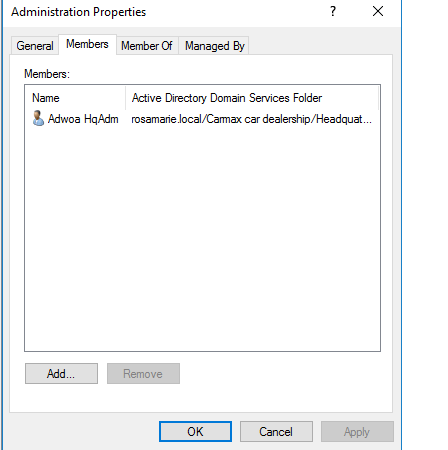 Administration Properties ?
General Members Member Of Managed By
Members:
Name Active Directory Domain Services Folder
Adwoa HqAdm rosamarie.local/Carmax car dealership/Headquat...
Add... Remove
OK Cancel Apply